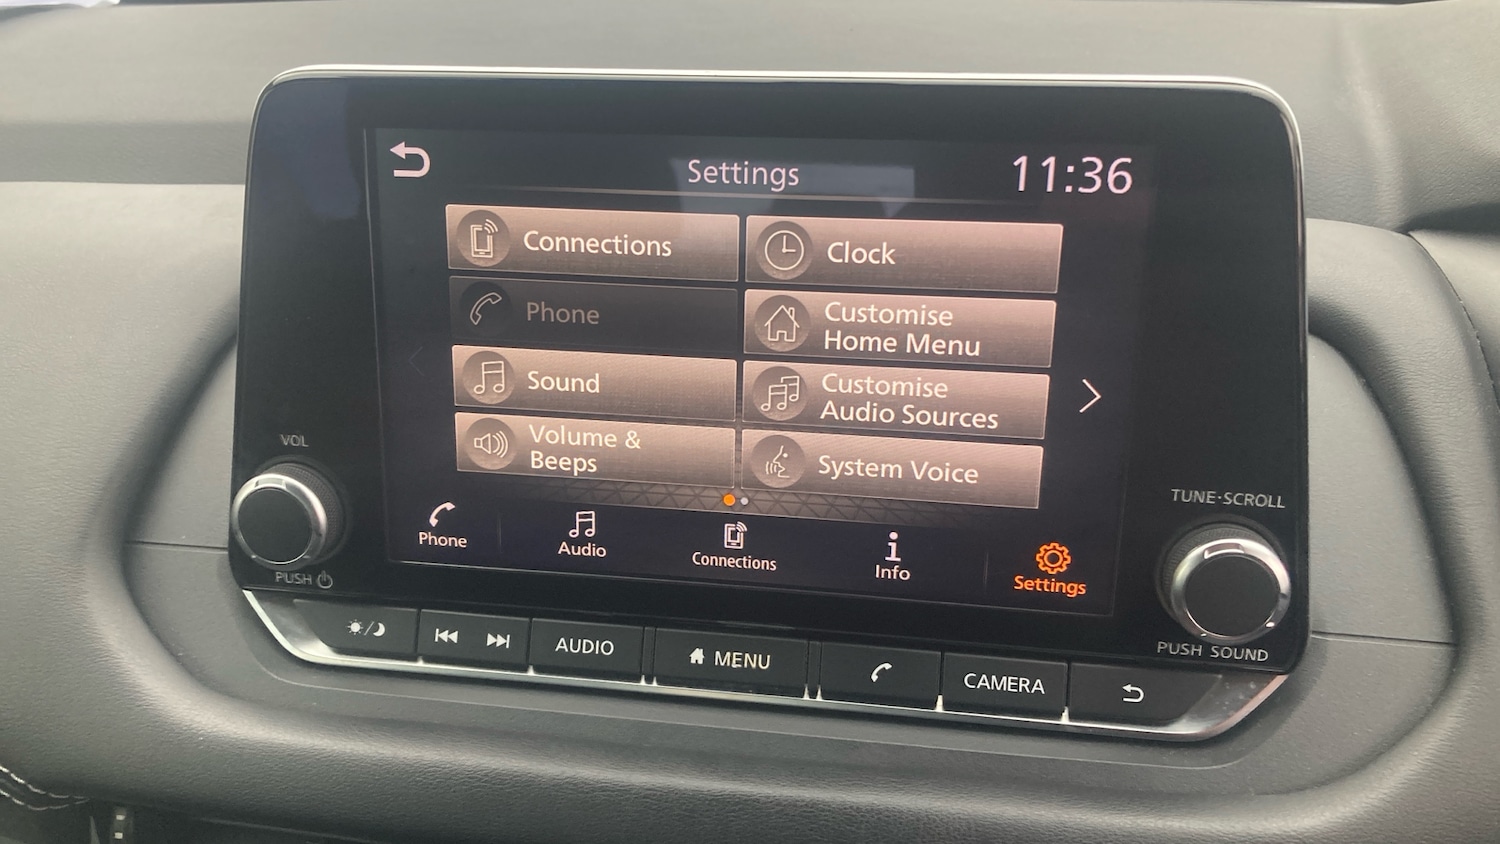 Settings
11:36
Connections
Clock
Phone
Customise
Home Menu
Sound
Customise
Audio Sources
Volume &
Beeps
System Voice
Phone
Audio
Connections
Info
Settings
VOL
PUSH
TUNE·SCROLL
PUSH SOUND
AUDIO
MENU
CAMERA